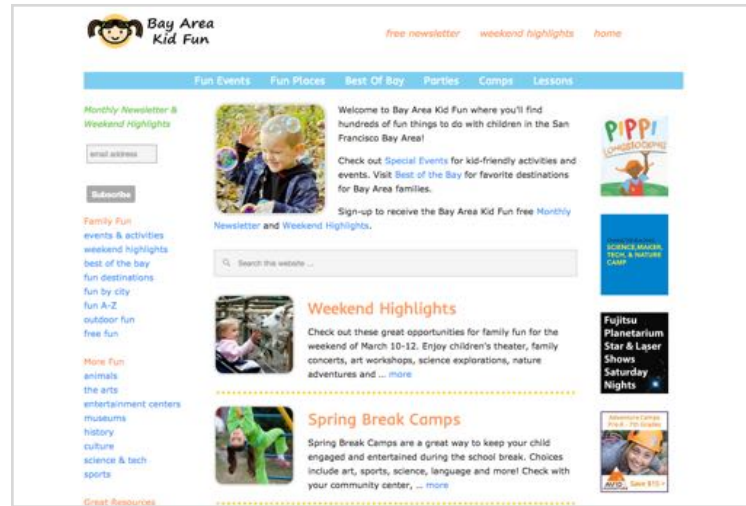 Bay Area
Kid Fun
free newsletter weekend highlights home
Fun Events Fun Places Best Of Bay Parties Camps Lessons
Monthly Newsletter &
Weekend Highlights
email address
Subscribe
Family Fun
events & activities
weekend highlights
best of the bay
fun destinations
fun by city
fun A-Z
outdoor fun
free fun
More Fun
animals
the arts
entertainment centers
museums
history
culture
science & tech
sports
Great Resources
Welcome to Bay Area Kid Fun where you'll find
hundreds of fun things to do with children in the San
Francisco Bay Area!
Check out Special Events for kid-friendly activities and
events. Visit Best of the Bay for favorite destinations
for Bay Area families.
Sign-up to receive the Bay Area Kid Fun free Monthly
Newsletter and Weekend Highlights.
Search this website ...
Weekend Highlights
Check out these great opportunities for family fun for the
weekend of March 10-12. Enjoy children's theater, family
concerts, art workshops, science explorations, nature
adventures and ... more
Spring Break Camps
Spring Break Camps are a great way to keep your child
engaged and entertained during the school break. Choices
include art, sports, science, language and more! Check with
your community center, ... more
PIPPI
LONGSTOCKING
SCIENCE, MAKER,
TECH, & NATURE
CAMP
Fujitsu
Planetarium
Star & Laser
Shows
Saturday
Nights
Adventure Camps
Pre-K - 7th Grades
AVID
Save $10 >